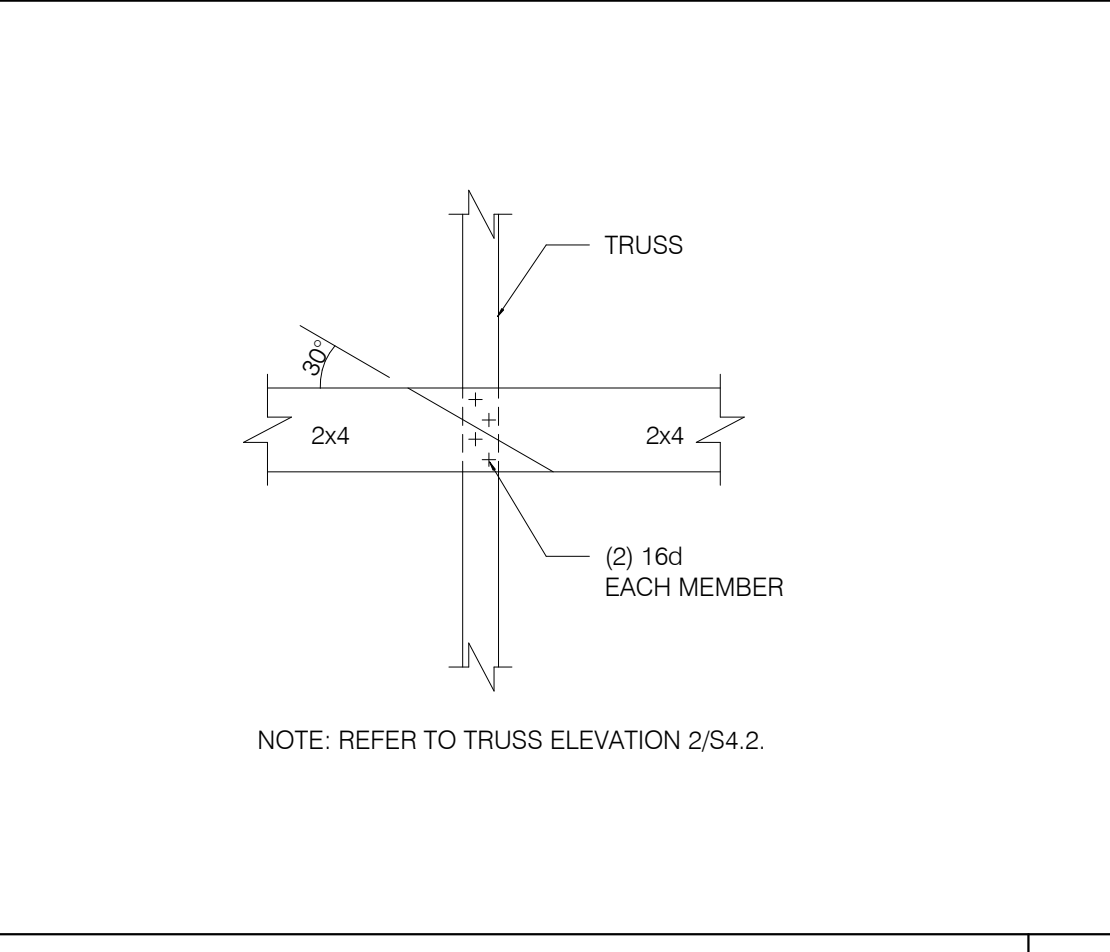 TRUSS
30°
2x4
2x4
(2) 16d
EACH MEMBER
NOTE: REFER TO TRUSS ELEVATION 2/S4.2.